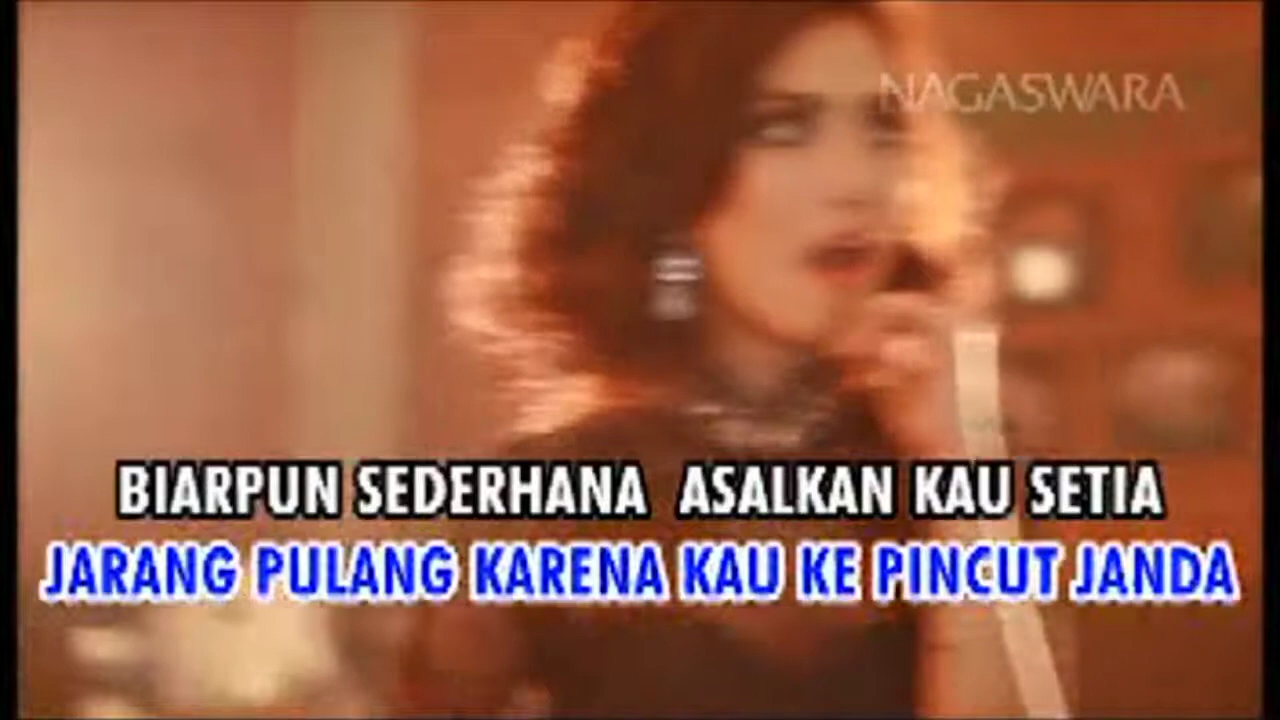 NAGASWARA
BIARPUN SEDERHANA ASALKAN KAU SETIA
JARANG PULANG KARENA KAU KE PINCUT JANDA